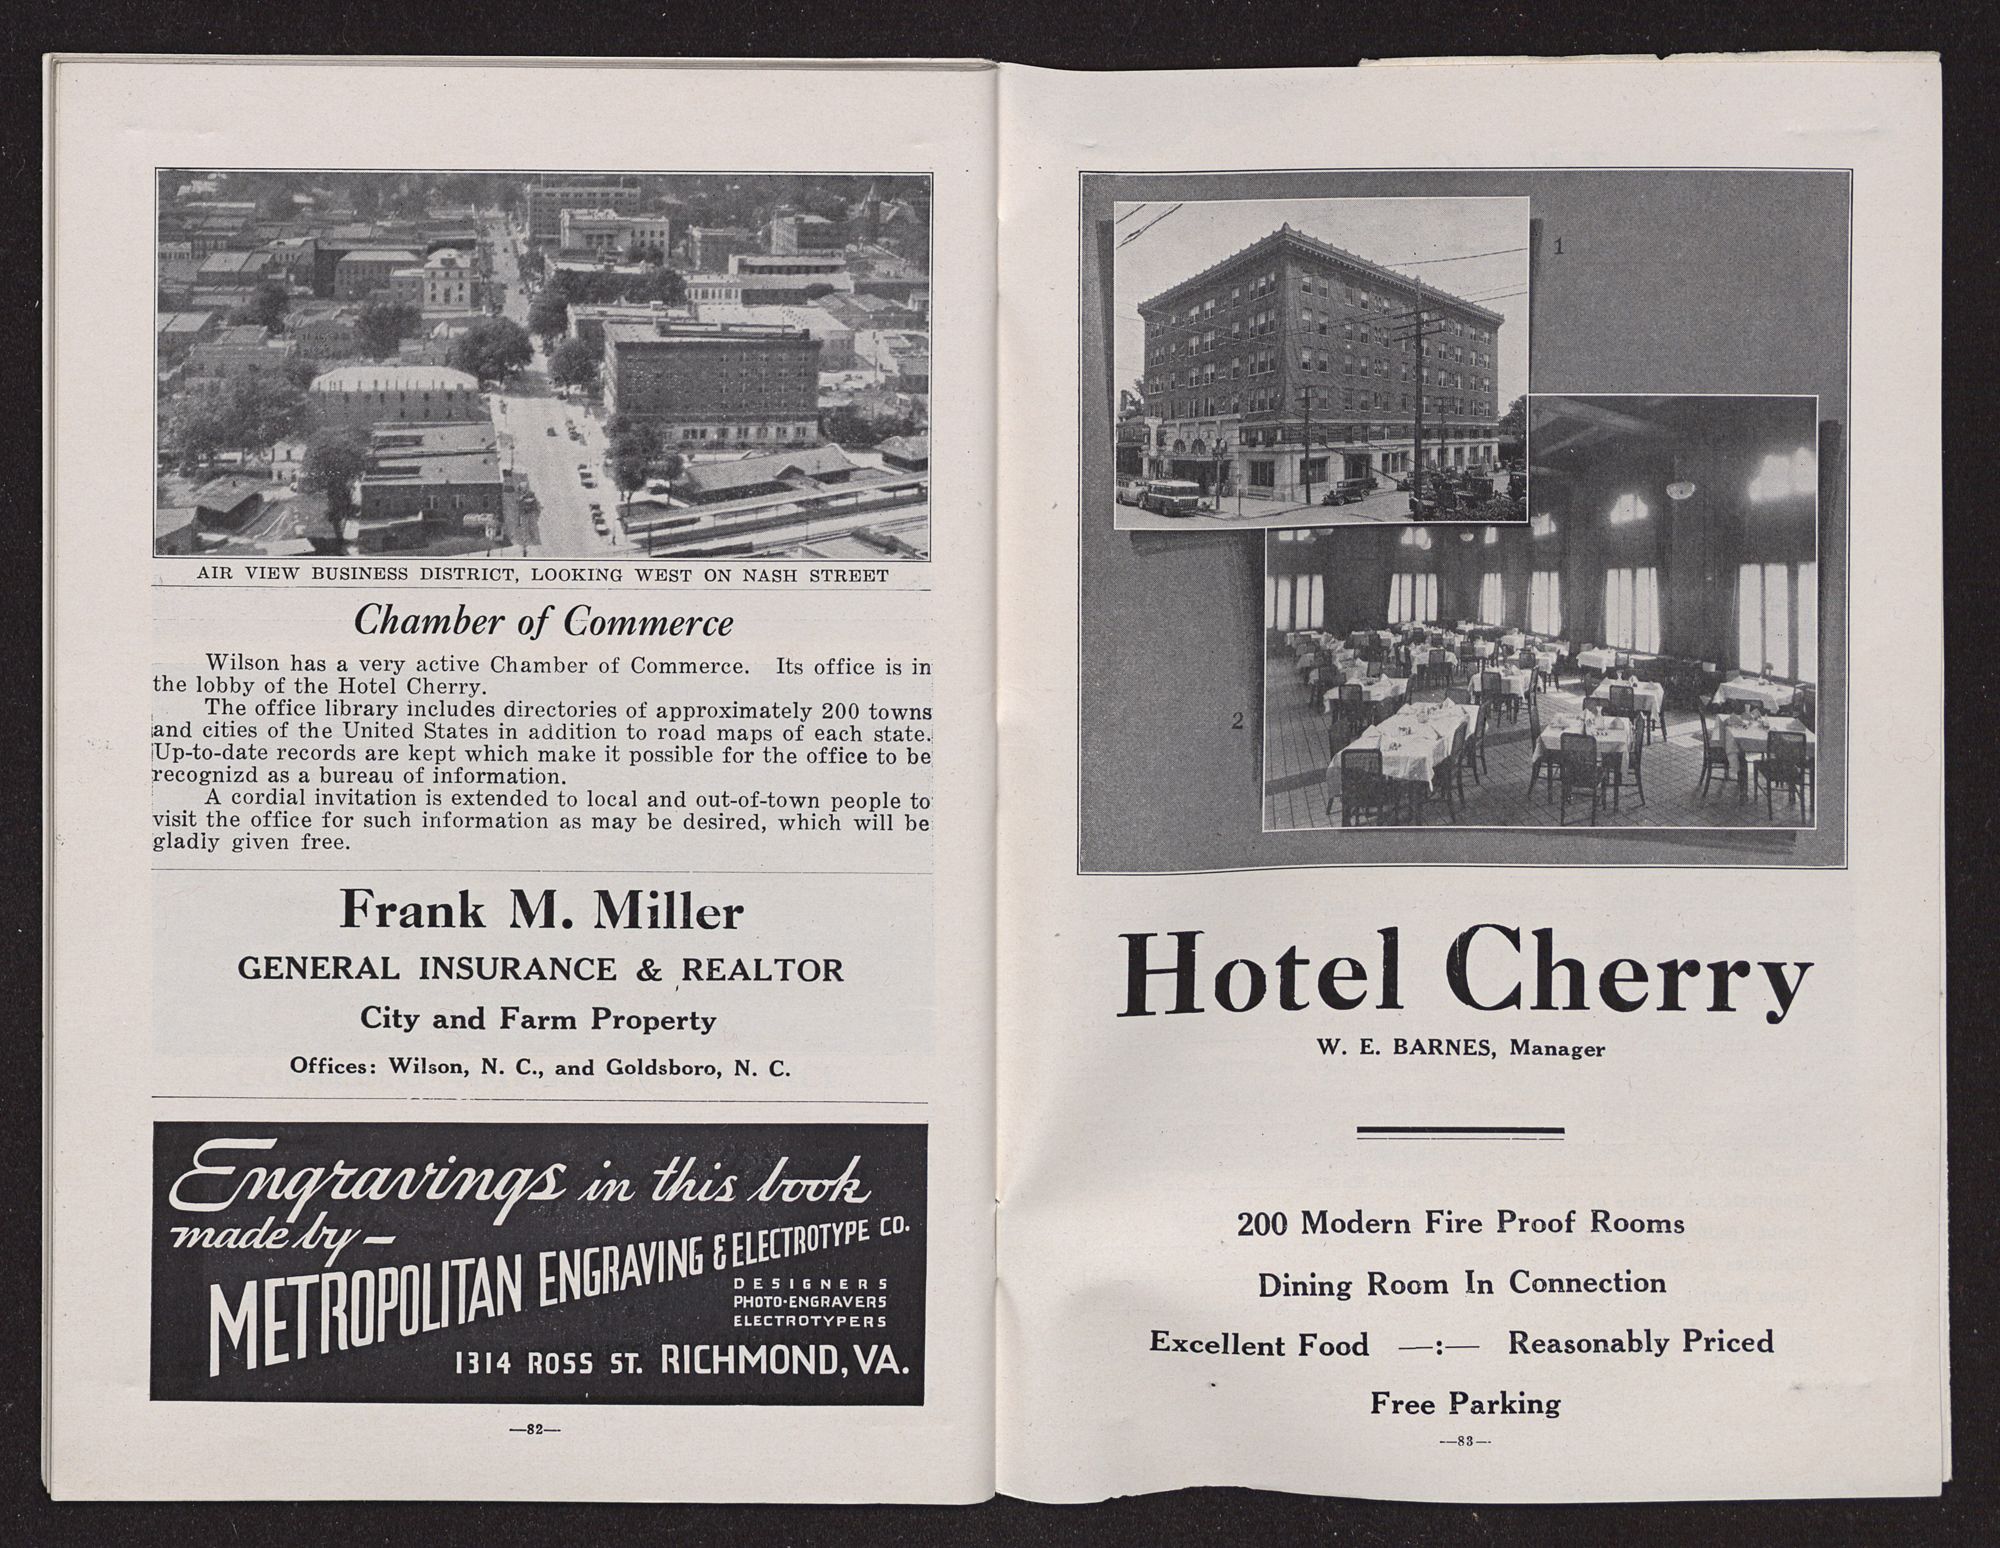 AIR VIEW BUSINESS DISTRICT, LOOKING WEST ON NASH STREET
Chamber of Commerce
Wilson has a very active Chamber of Commerce. Its office is in
the lobby of the Hotel Cherry.
The office library includes directories of approximately 200 towns
and cities of the United States in addition to road maps of each state.
Up-to-date records are kept which make it possible for the office to be
recognizd as a bureau of information.
A cordial invitation is extended to local and out-of-town people to
visit the office for such information as may be desired, which will be
gladly given free.
Frank M. Miller
GENERAL INSURANCE & REALTOR
City and Farm Property
Offices: Wilson, N. C., and Goldsboro, N. C.
Engravings in this book
made by—
METROPOLITAN ENGRAVING & ELECTROTYPE CO.
DESIGNERS
PHOTO-ENGRAVERS
ELECTROTYPERS
1314 ROSS ST. RICHMOND, VA.
—82—
1
2
Hotel Cherry
W. E. BARNES, Manager
200 Modern Fire Proof Rooms
Dining Room In Connection
Excellent Food —:— Reasonably Priced
Free Parking
—83—